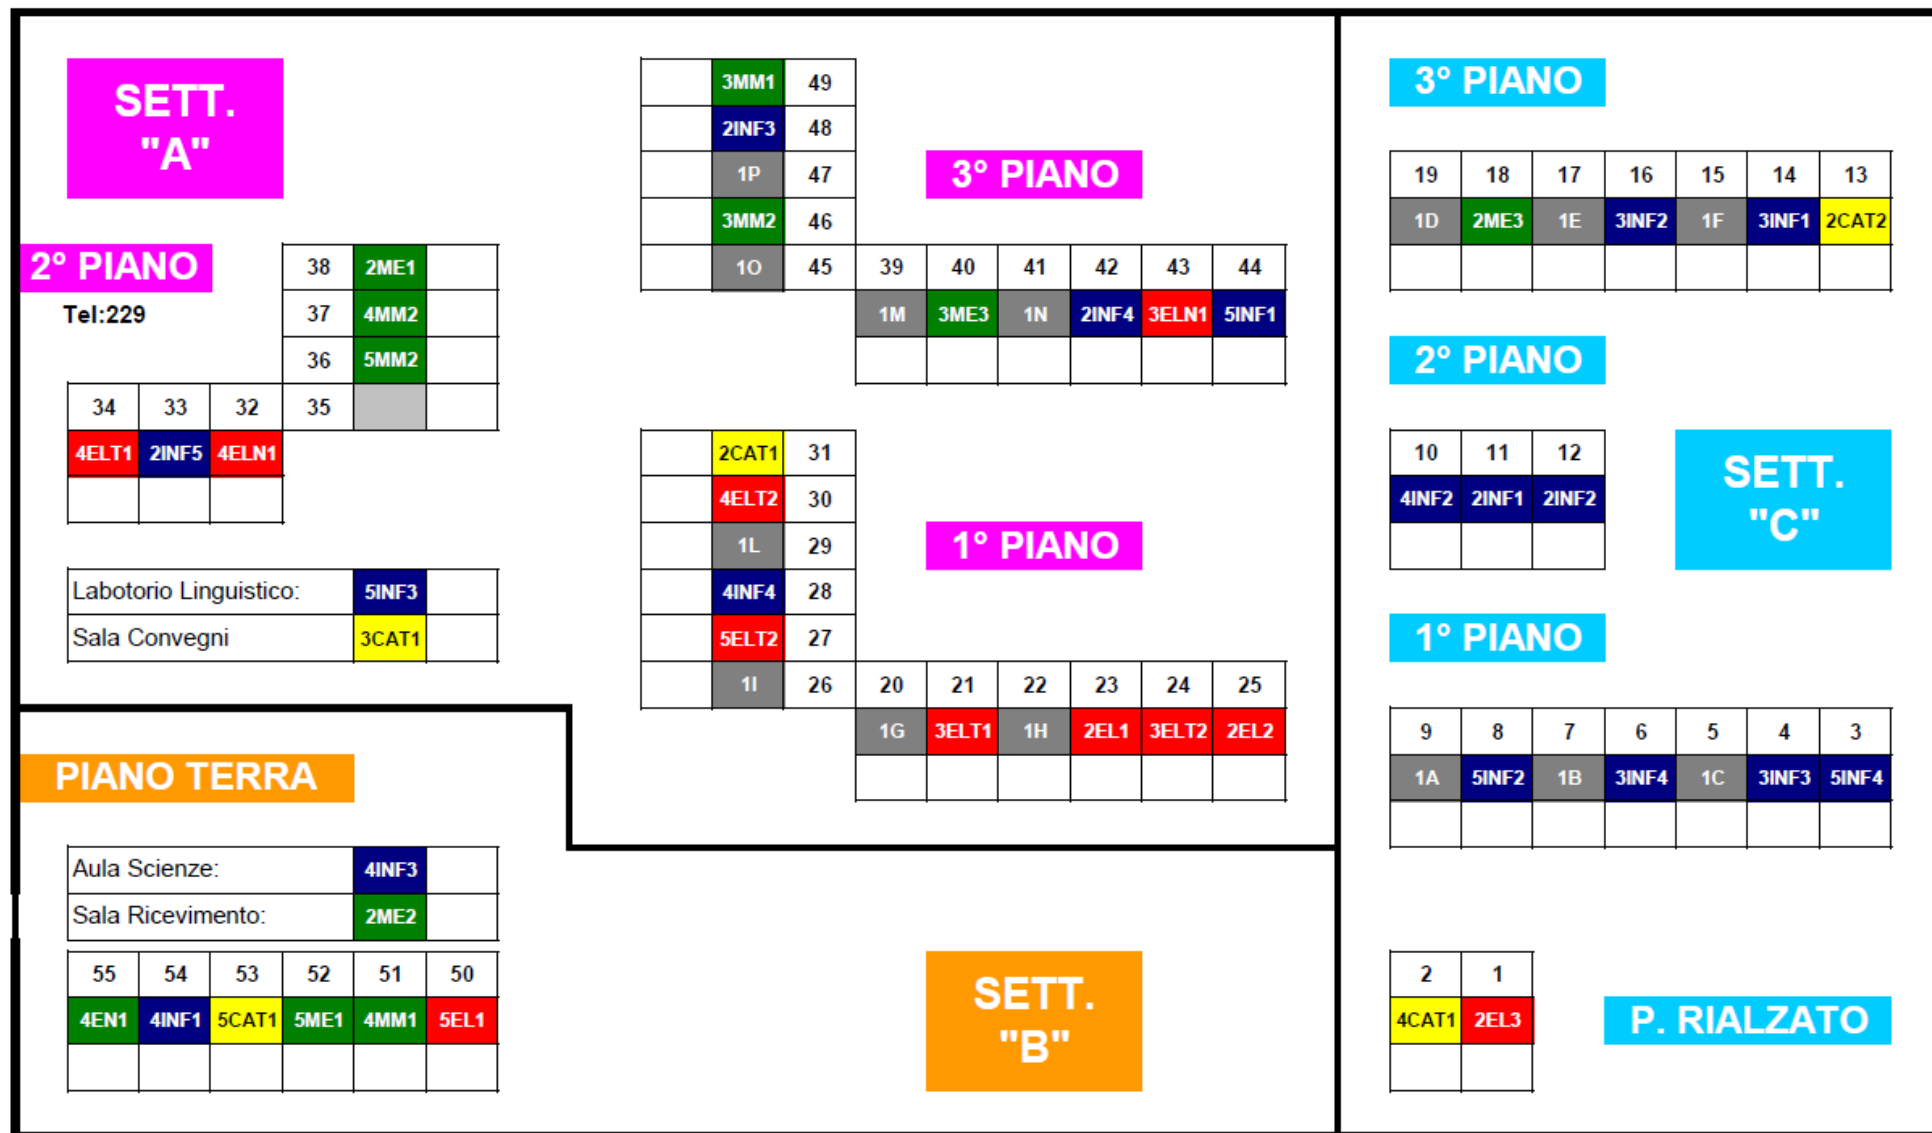 SETT.
"A"
2° PIANO
Tel:229
38 2ME1
37 4MM2
36 5MM2
34 33 32 35
4ELT1 2INF5 4ELN1
Labotorio Linguistico: 5INF3
Sala Convegni 3CAT1
3MM1 49
2INF3 48
1P 47
3MM2 46
1O 45 39 40 41 42 43 44
1M 3ME3 1N 2INF4 3ELN1 5INF1
3° PIANO
2CAT1 31
4ELT2 30
1L 29
4INF4 28
5ELT2 27
1I 26 20 21 22 23 24 25
1G 3ELT1 1H 2EL1 3ELT2 2EL2
1° PIANO
PIANO TERRA
Aula Scienze: 4INF3
Sala Ricevimento: 2ME2
55 54 53 52 51 50
4EN1 4INF1 5CAT1 5ME1 4MM1 5EL1
SETT.
"B"
3° PIANO
19 18 17 16 15 14 13
1D 2ME3 1E 3INF2 1F 3INF1 2CAT2
2° PIANO
10 11 12
4INF2 2INF1 2INF2
SETT.
"C"
1° PIANO
9 8 7 6 5 4 3
1A 5INF2 1B 3INF4 1C 3INF3 5INF4
2 1
4CAT1 2EL3
P. RIALZATO